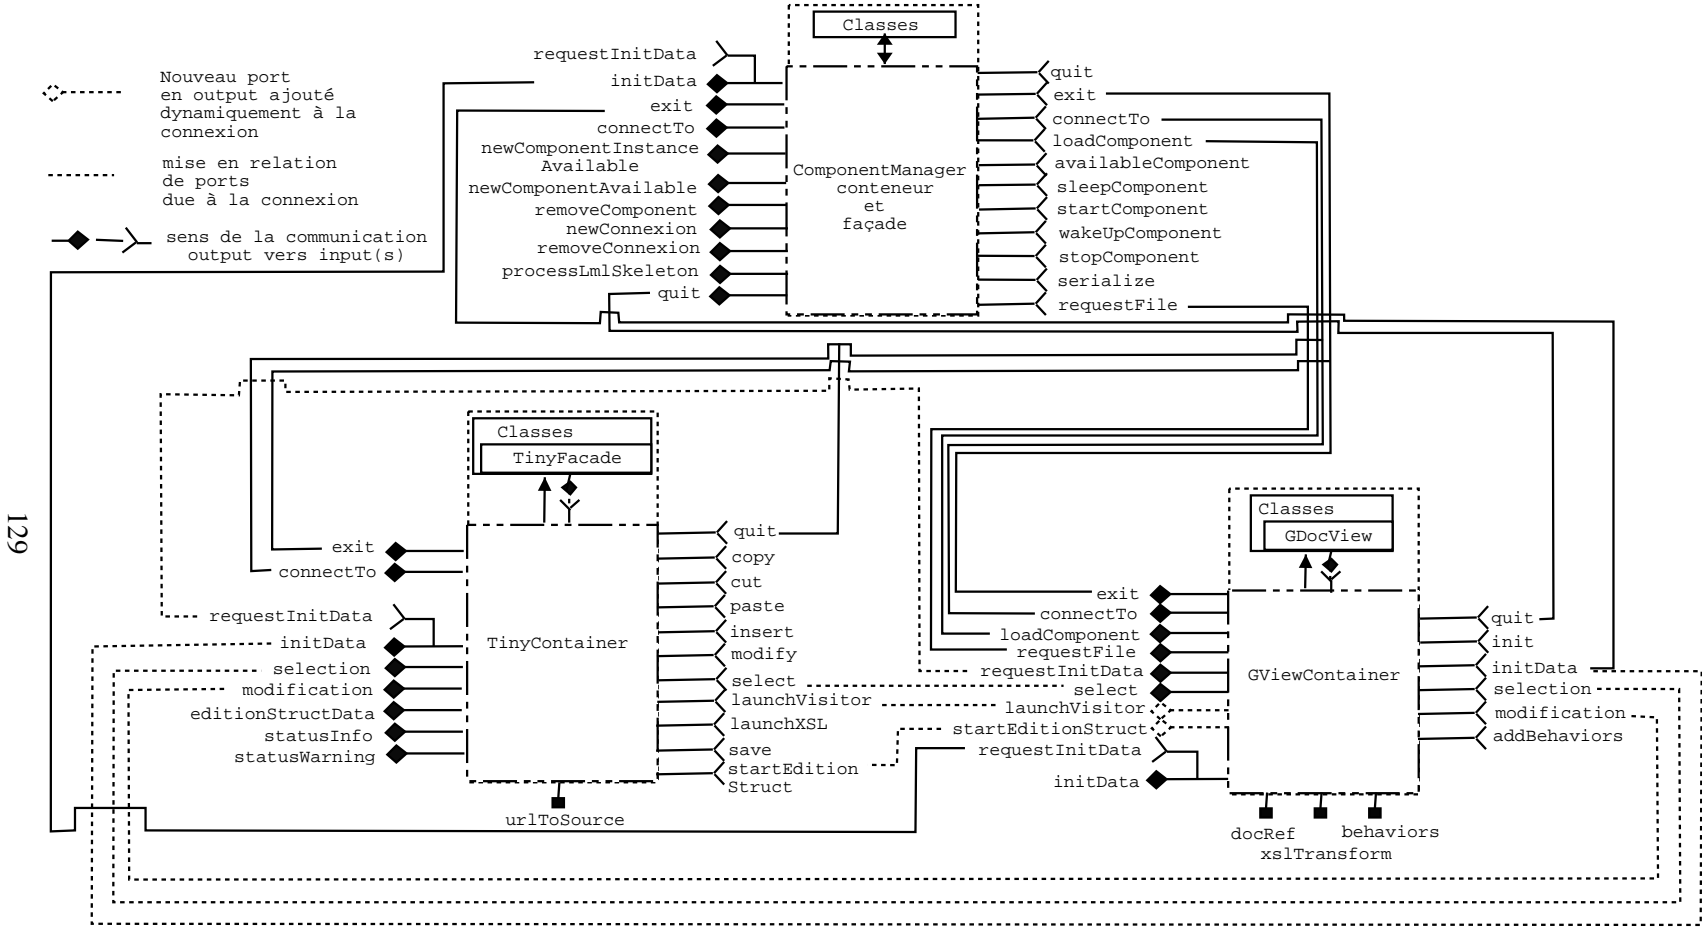 Nouveau port
en output ajouté
dynamiquement à la
connexion
mise en relation
de ports
due à la connexion
sens de la communication
output vers input(s)
Classes
requestInitData
initData
exit
connectTo
newComponentInstance
Available
newComponentAvailable
removeComponent
newConnexion
removeConnexion
processLmlSkeleton
quit
ComponentManager
conteneur
et
façade
quit
exit
connectTo
loadComponent
availableComponent
sleepComponent
startComponent
wakeUpComponent
stopComponent
serialize
requestFile
Classes
TinyFacade
exit
connectTo
requestInitData
initData
selection
modification
editionStructData
statusInfo
statusWarning
TinyContainer
quit
copy
cut
paste
insert
modify
select
launchVisitor
launchXSL
save
startEdition
Struct
urlToSource
Classes
GDocView
exit
connectTo
loadComponent
requestFile
requestInitData
select
launchVisitor
startEditionStruct
requestInitData
initData
GViewContainer
quit
init
initData
selection
modification
addBehaviors
docRef
behaviors
xslTransform
129